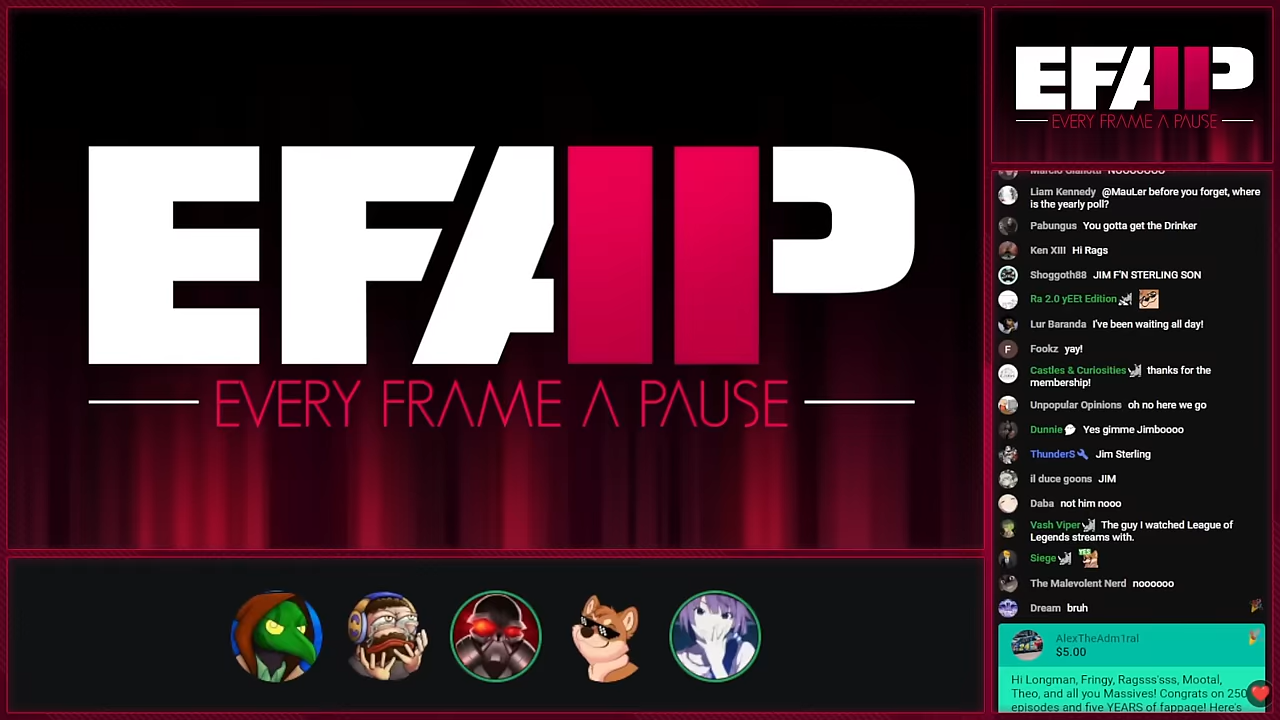 EFAP
EVERY FRAME A PAUSE
EFAP
EVERY FRAME A PAUSE
Marcio Gianotti NOOOOOOO
Liam Kennedy @MauLer before you forget, where
is the yearly poll?
Pabungus You gotta get the Drinker
Ken XIII Hi Rags
Shoggoth88 JIM F'N STERLING SON
Ra 2.0 yEEt Edition
Lur Baranda I've been waiting all day!
F Fookz yay!
Castles & Curiosities thanks for the
membership!
Unpopular Opinions oh no here we go
Dunnie Yes gimme Jimboooo
ThunderS Jim Sterling
il duce goons JIM
Daba not him nooo
Vash Viper The guy I watched League of
Legends streams with.
Siege YES
The Malevolent Nerd noooooo
Dream bruh
AlexTheAdm1ral
$5.00
Hi Longman, Fringy, Ragsss'sss, Mootal,
Theo, and all you Massives! Congrats on 250
episodes and five YEARS of fappage! Here's